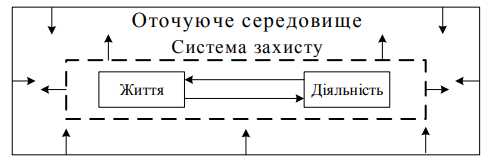 Оточуюче середовище
Система захисту
Життя
Діяльність